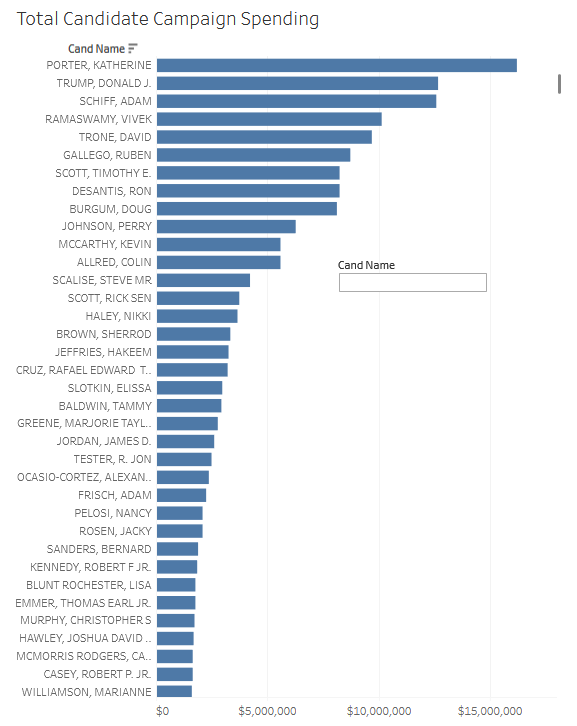 Total Candidate Campaign Spending
Cand Name
PORTER, KATHERINE
TRUMP, DONALD J.
SCHIFF, ADAM
RAMASWAMY, VIVEK
TRONE, DAVID
GALLEGO, RUBEN
SCOTT, TIMOTHY E.
DESANTIS, RON
BURGUM, DOUG
JOHNSON, PERRY
MCCARTHY, KEVIN
ALLRED, COLIN
Cand Name
SCALISE, STEVE MR
SCOTT, RICK SEN
HALEY, NIKKI
BROWN, SHERROD
JEFFRIES, HAKEEM
CRUZ, RAFAEL EDWARD T..
SLOTKIN, ELISSA
BALDWIN, TAMMY
GREENE, MARJORIE TAYL..
JORDAN, JAMES D.
TESTER, R. JON
OCASIO-CORTEZ, ALEXAN..
FRISCH, ADAM
PELOSI, NANCY
ROSEN, JACKY
SANDERS, BERNARD
KENNEDY, ROBERT F JR.
BLUNT ROCHESTER, LISA
EMMER, THOMAS EARL JR.
MURPHY, CHRISTOPHER S
HAWLEY, JOSHUA DAVID ..
MCMORRIS RODGERS, CA..
CASEY, ROBERT P. JR.
WILLIAMSON, MARIANNE
$0 $5,000,000 $10,000,000 $15,000,000